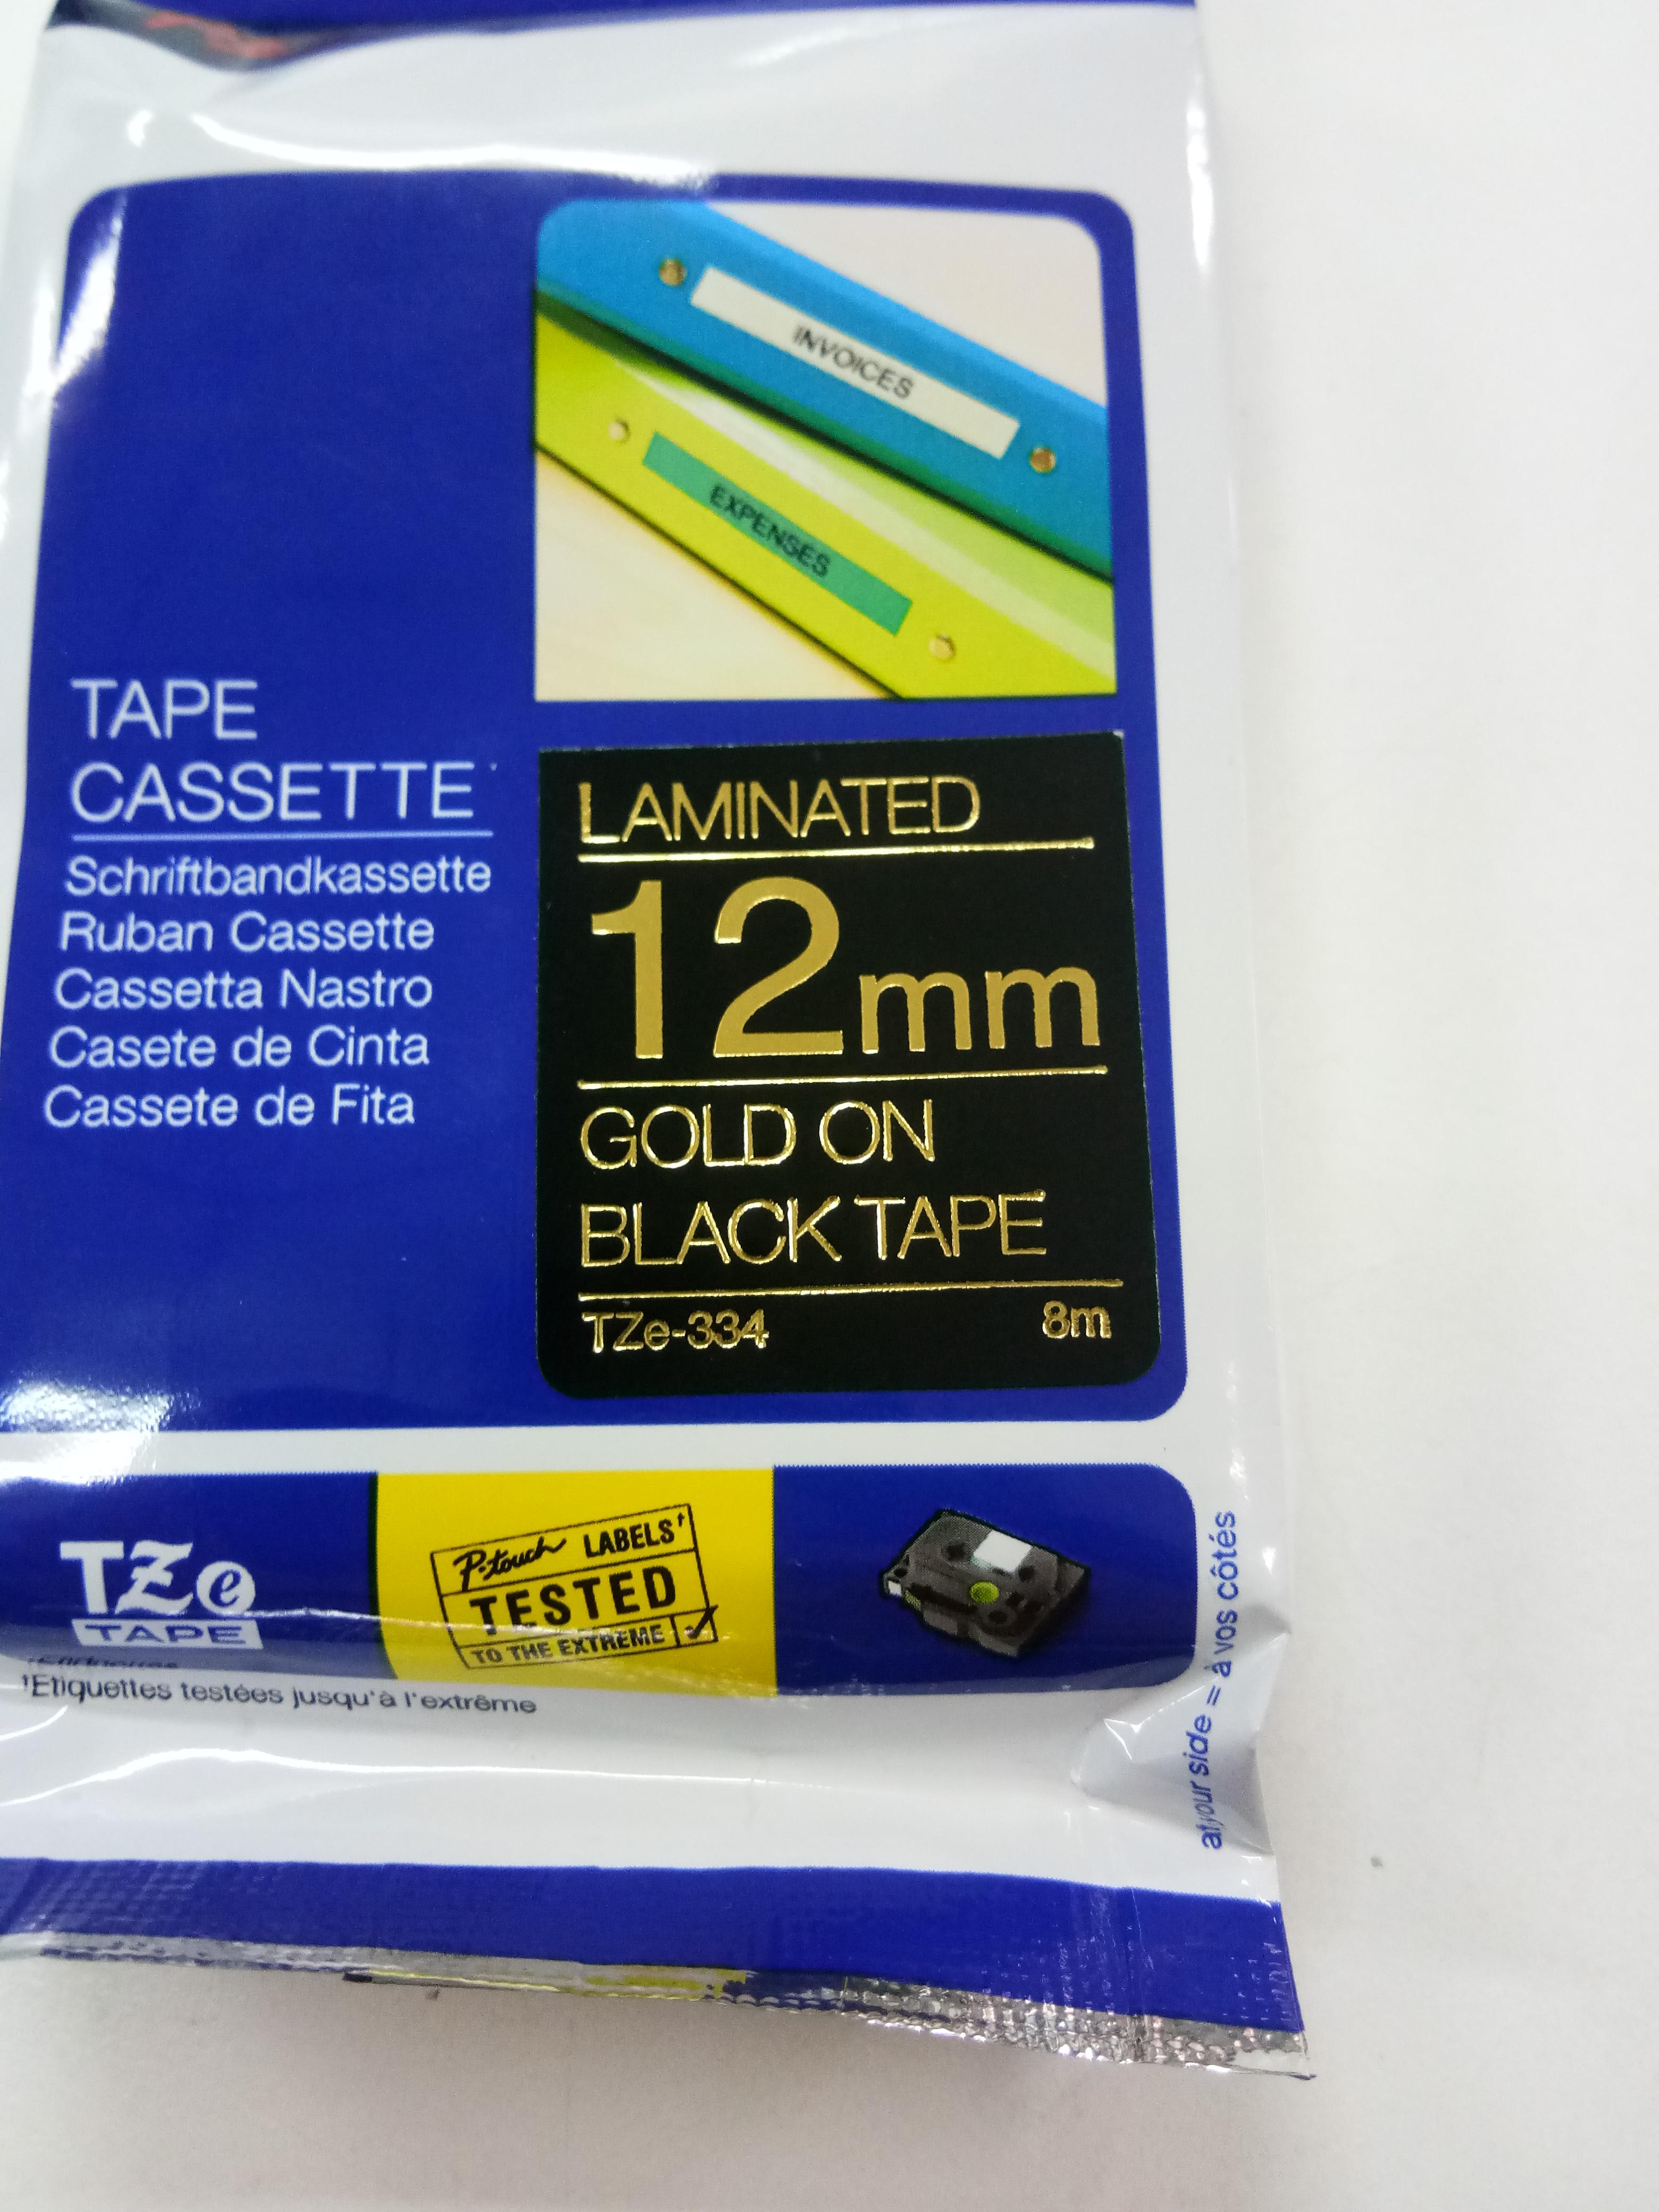 INVOICES
EXPENSES
TAPE
CASSETTE
Schriftbandkassette
Ruban Cassette
Cassetta Nastro
Casete de Cinta
Cassete de Fita
LAMINATED
12mm
GOLD ON
BLACK TAPE
TZe-334 8m
TZe
TAPE
P-touch LABELS†
TESTED
TO THE EXTREME
†Etiquettes testées jusqu'à l'extrême
at your side = à vos côtés